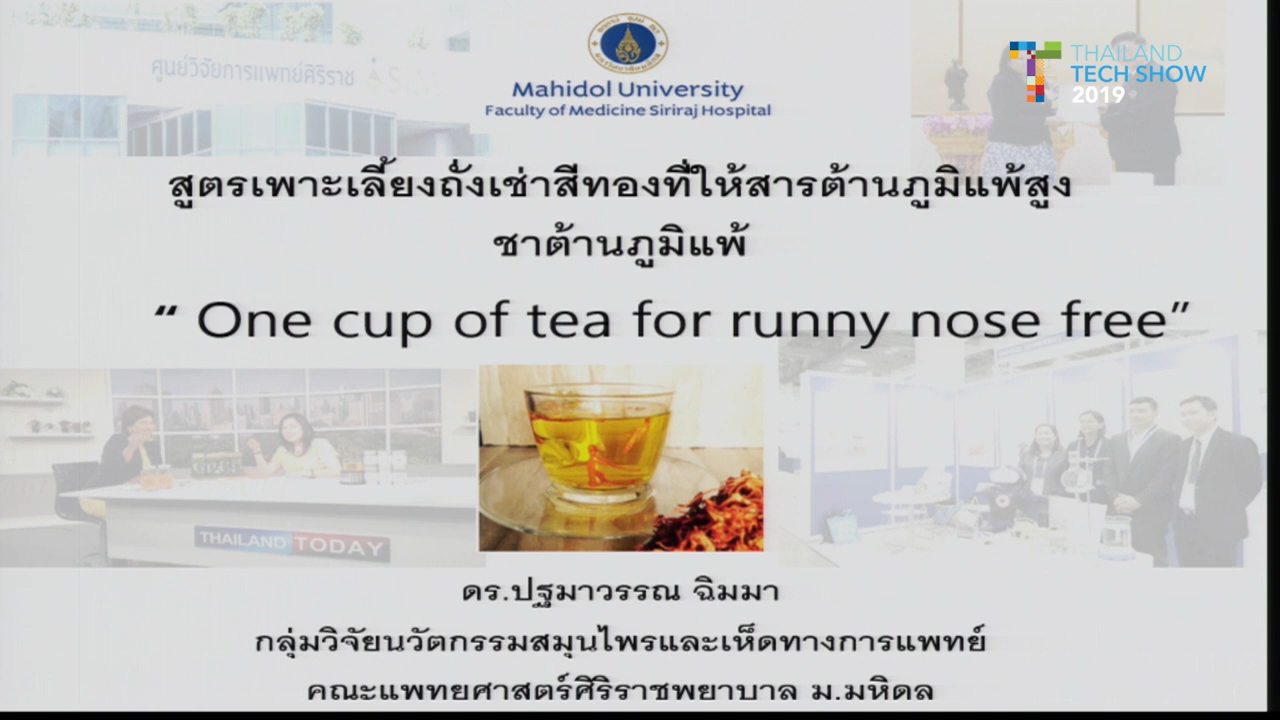 ศูนย์วิจัยการแพทย์ศิริราช
Mahidol University
Faculty of Medicine Siriraj Hospital
THAILAND
TECH SHOW
2019
สูตรเพาะเลี้ยงถั่งเช่าสีทองที่ให้สารต้านภูมิแพ้สูง
ชาต้านภูมิแพ้
“ One cup of tea for runny nose free”
THAILAND TODAY
ดร.ปฐมาวรรณ ฉิมมา
กลุ่มวิจัยนวัตกรรมสมุนไพรและเห็ดทางการแพทย์
คณะแพทยศาสตร์ศิริราชพยาบาล ม.มหิดล